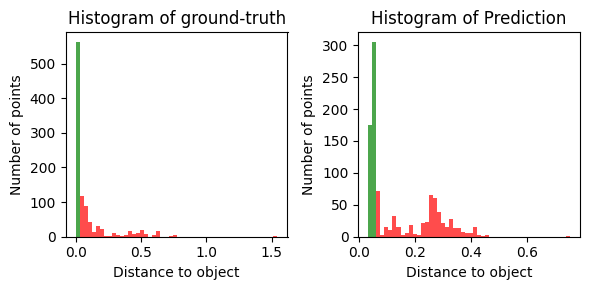 Histogram of ground-truth
Number of points
500
400
300
200
100
0
0.0 0.5 1.0 1.5
Distance to object
Histogram of Prediction
Number of points
300
250
200
150
100
50
0
0.0 0.2 0.4 0.6
Distance to object